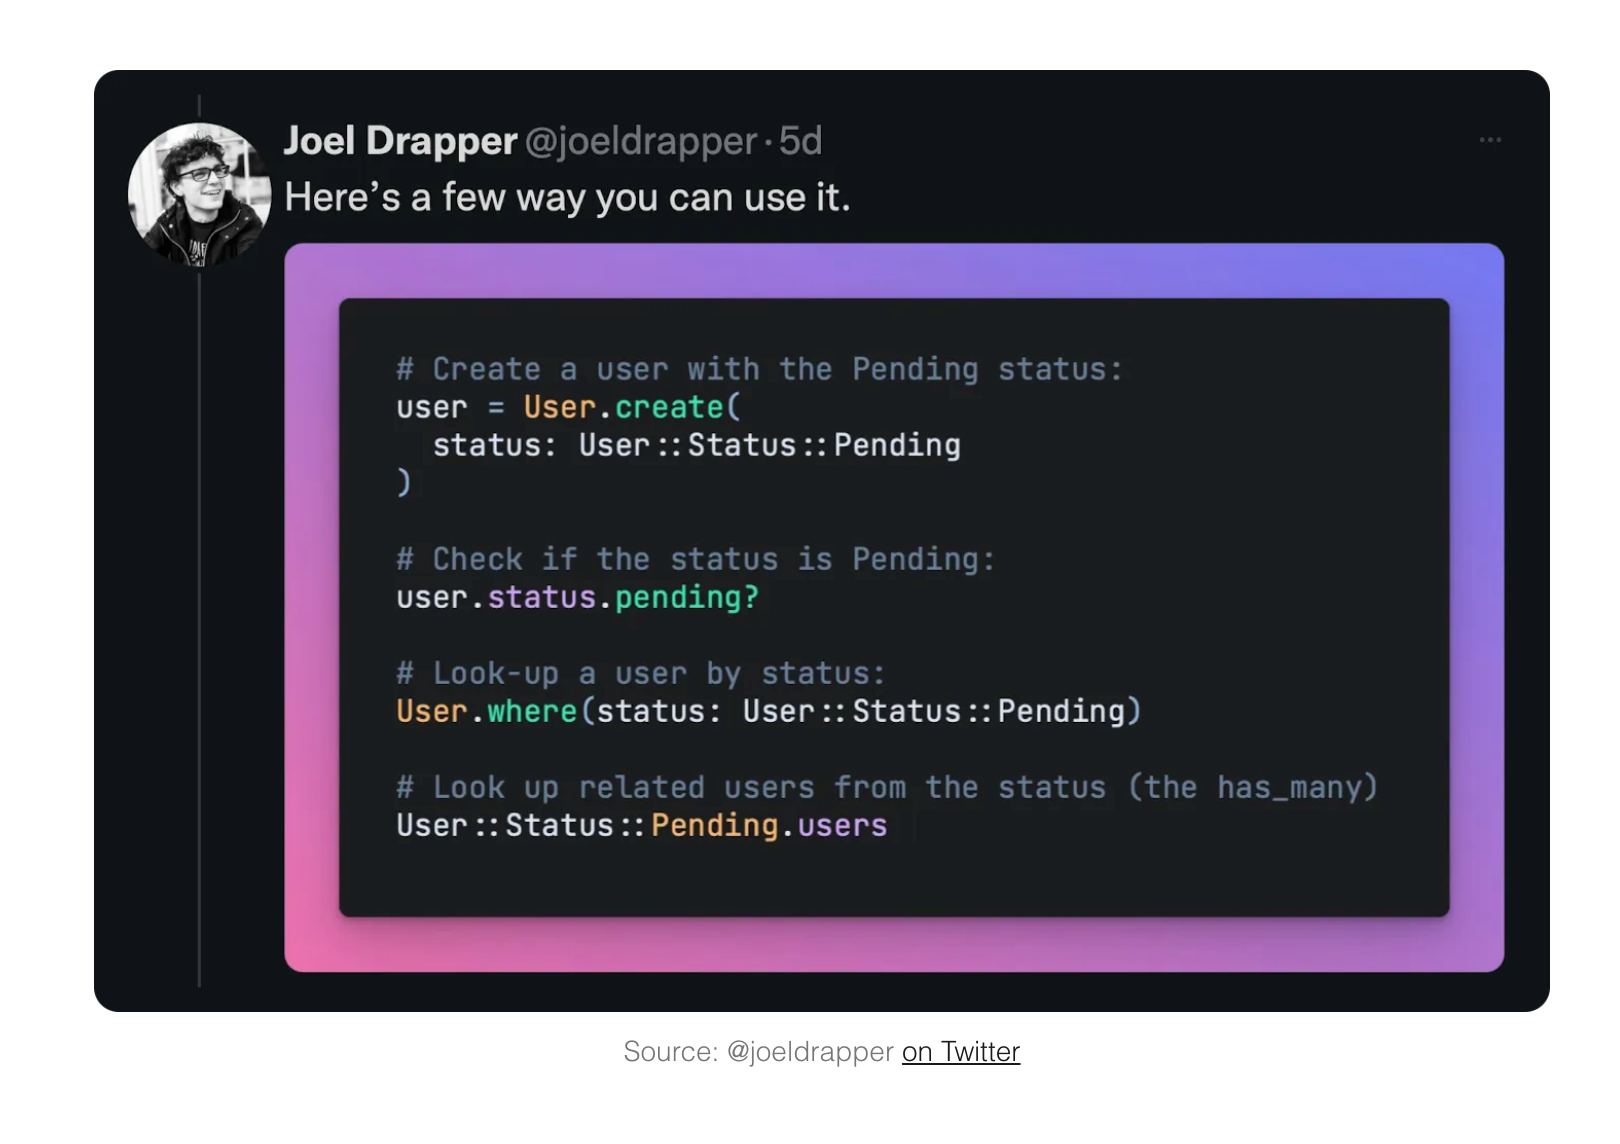 Joel Drapper @joeldrapper · 5d
Here’s a few way you can use it.
# Create a user with the Pending status:
user = User.create(
  status: User::Status::Pending
)
# Check if the status is Pending:
user.status.pending?
# Look-up a user by status:
User.where(status: User::Status::Pending)
# Look up related users from the status (the has_many)
User::Status::Pending.users
Source: @joeldrapper on Twitter